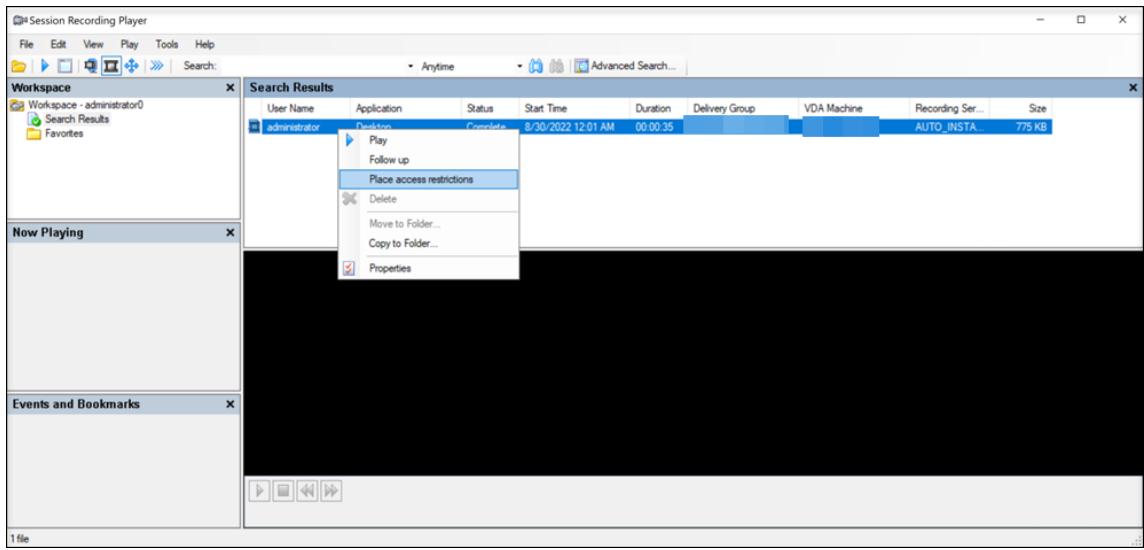 Session Recording Player
File Edit View Play Tools Help
Search: Anytime Advanced Search...
Workspace
Workspace - administrator0
Search Results
Favorites
Search Results
User Name Application Status Start Time Duration Delivery Group VDA Machine Recording Ser... Size
administrator Desktop Complete 8/30/2022 12:01 AM 00:00:35 AUTO_INSTA... 775 KB
Play
Follow up
Place access restrictions
Delete
Move to Folder...
Copy to Folder...
Properties
Now Playing
Events and Bookmarks
1 file